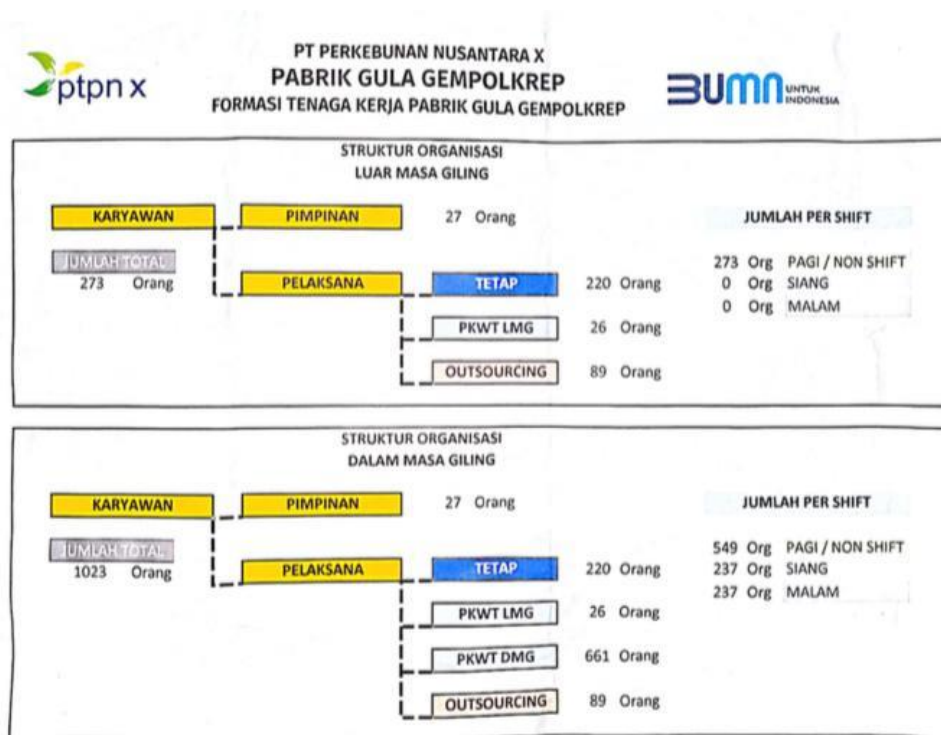 ptpn x
PT PERKEBUNAN NUSANTARA X
PABRIK GULA GEMPOLKREP
FORMASI TENAGA KERJA PABRIK GULA GEMPOLKREP
BUMN UNTUK INDONESIA
STRUKTUR ORGANISASI
LUAR MASA GILING
KARYAWAN PIMPINAN 27 Orang JUMLAH PER SHIFT
JUMLAH TOTAL
273 Orang
PELAKSANA TETAP 220 Orang
PKWT LMG 26 Orang
OUTSOURCING 89 Orang
273 Org PAGI / NON SHIFT
0 Org SIANG
0 Org MALAM
STRUKTUR ORGANISASI
DALAM MASA GILING
KARYAWAN PIMPINAN 27 Orang JUMLAH PER SHIFT
JUMLAH TOTAL
1023 Orang
PELAKSANA TETAP 220 Orang
PKWT LMG 26 Orang
PKWT DMG 661 Orang
OUTSOURCING 89 Orang
549 Org PAGI / NON SHIFT
237 Org SIANG
237 Org MALAM